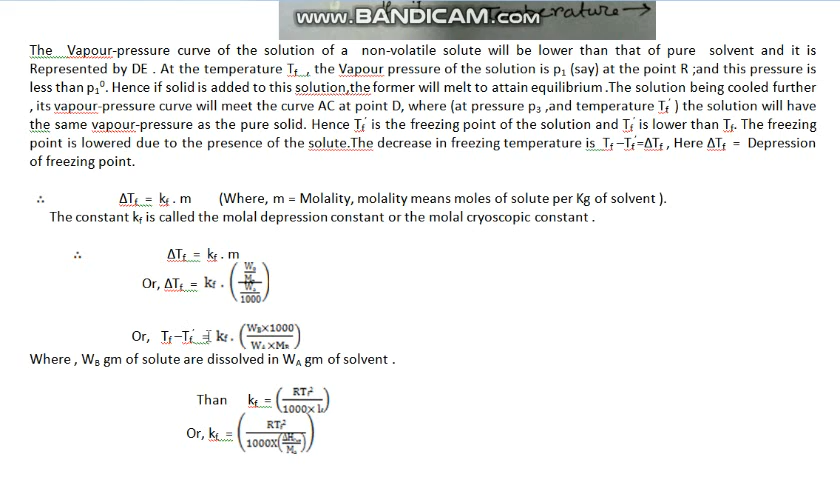 www.BANDICAM.com
Temperature →
The Vapour-pressure curve of the solution of a non-volatile solute will be lower than that of pure solvent and it is
Represented by DE . At the temperature Tf , the Vapour pressure of the solution is p₁ (say) at the point R ;and this pressure is
less than p₁⁰. Hence if solid is added to this solution,the former will melt to attain equilibrium .The solution being cooled further
, its vapour-pressure curve will meet the curve AC at point D, where (at pressure p₃ ,and temperature Tf′ ) the solution will have
the same vapour-pressure as the pure solid. Hence Tf′ is the freezing point of the solution and Tf′ is lower than Tf. The freezing
point is lowered due to the presence of the solute.The decrease in freezing temperature is Tf –Tf′=ΔTf , Here ΔTf = Depression
of freezing point.
∴ ΔTf = kf . m (Where, m = Molality, molality means moles of solute per Kg of solvent ).
The constant kf is called the molal depression constant or the molal cryoscopic constant .
∴ ΔTf = kf . m
Or, ΔTf = kf . ((WB/MB)/(WA/1000))
Or, Tf –Tf′ = kf . (WB×1000/WA×MB)
Where , WB gm of solute are dissolved in WA gm of solvent .
Than kf = (RTf²/1000×lf)
Or, kf = (RTf²/1000X(ΔH/MA))